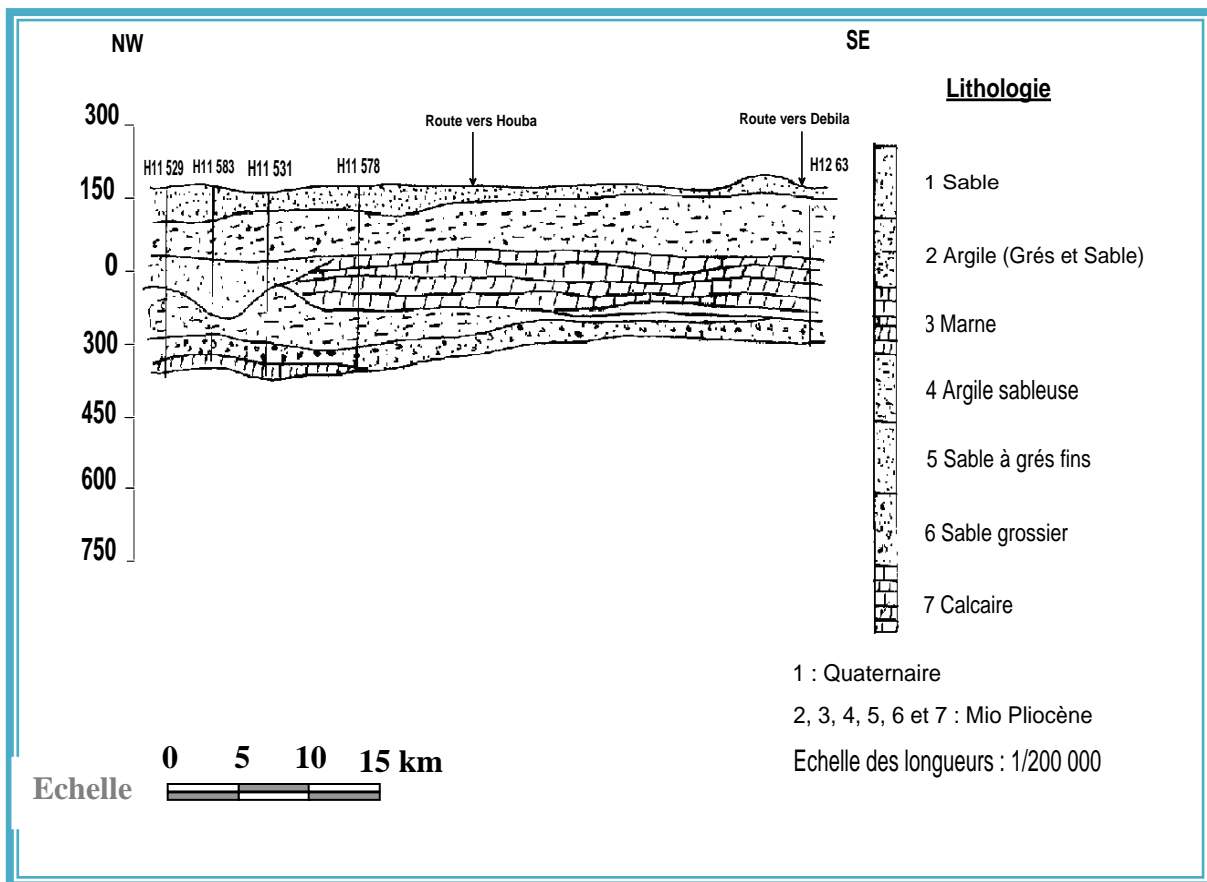 NW
SE
Lithologie
300
Route vers Houba
Route vers Debila
H11 529 H11 583 H11 531 H11 578
H12 63
150
1 Sable
0
2 Argile (Grés et Sable)
3 Marne
300
4 Argile sableuse
450
5 Sable à grés fins
600
6 Sable grossier
750
7 Calcaire
1 : Quaternaire
2, 3, 4, 5, 6 et 7 : Mio Pliocène
Echelle des longueurs : 1/200 000
0 5 10 15 km
Echelle